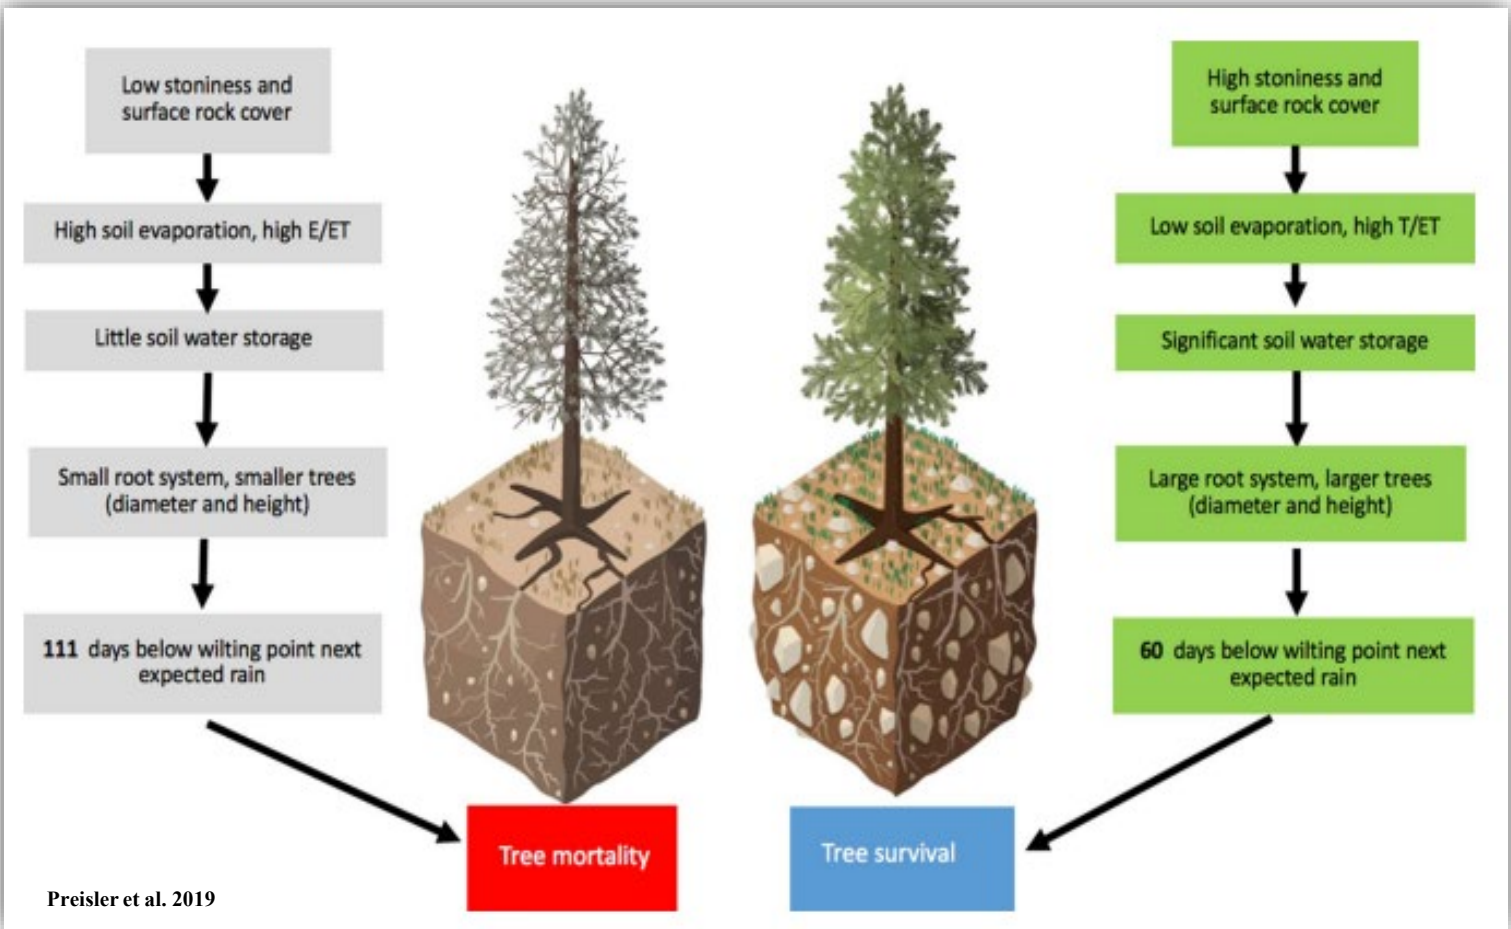 Low stoniness and
surface rock cover
High soil evaporation, high E/ET
Little soil water storage
Small root system, smaller trees
(diameter and height)
111 days below wilting point next
expected rain
Tree mortality
High stoniness and
surface rock cover
Low soil evaporation, high T/ET
Significant soil water storage
Large root system, larger trees
(diameter and height)
60 days below wilting point next
expected rain
Tree survival
Preisler et al. 2019